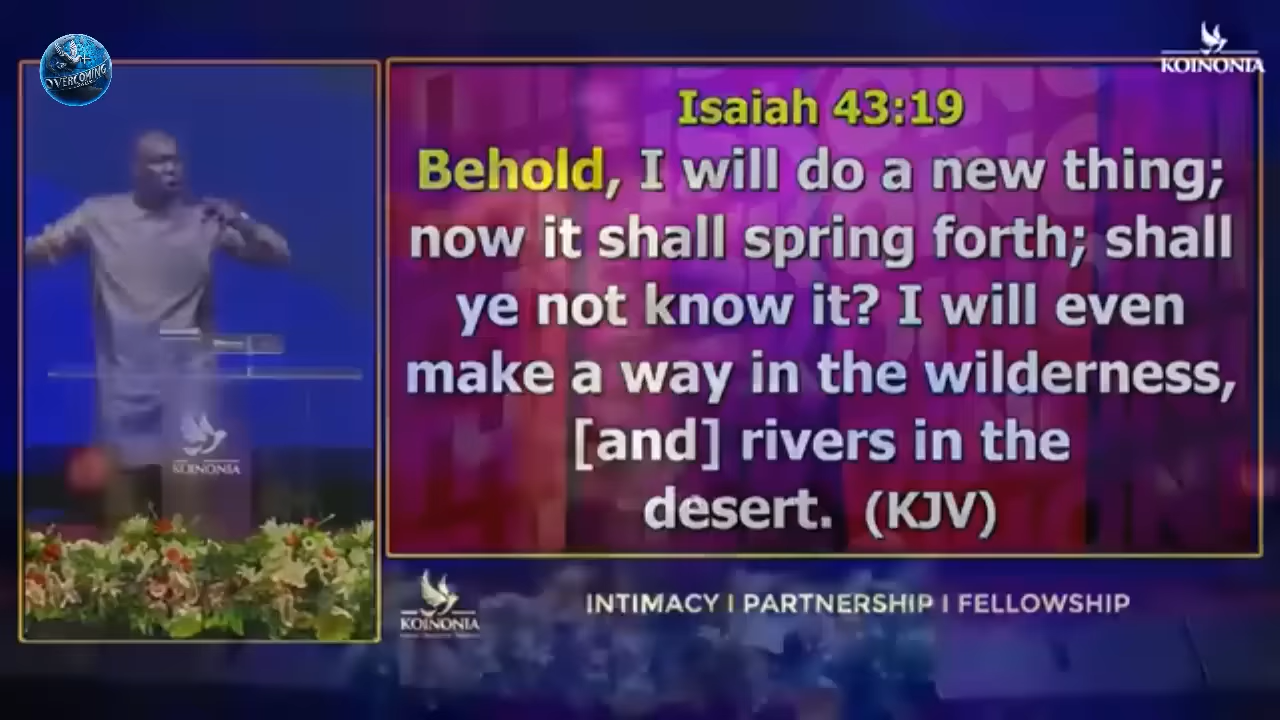 OVERCOMING
KOINONIA
Isaiah 43:19
Behold, I will do a new thing;
now it shall spring forth; shall
ye not know it? I will even
make a way in the wilderness,
[and] rivers in the
desert. (KJV)
KOINONIA
KOINONIA
INTIMACY | PARTNERSHIP | FELLOWSHIP